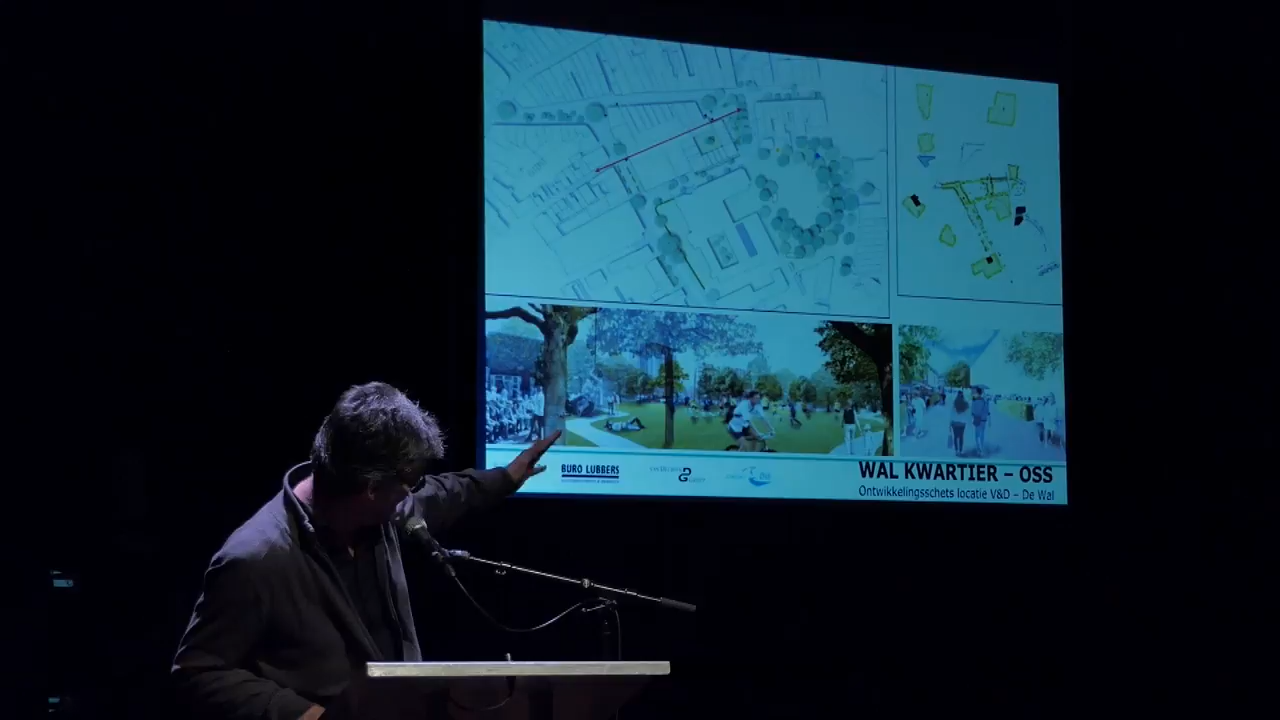 BURO LUBBERS
WAL KWARTIER – OSS
Ontwikkelingsschets locatie V&D – De Wal